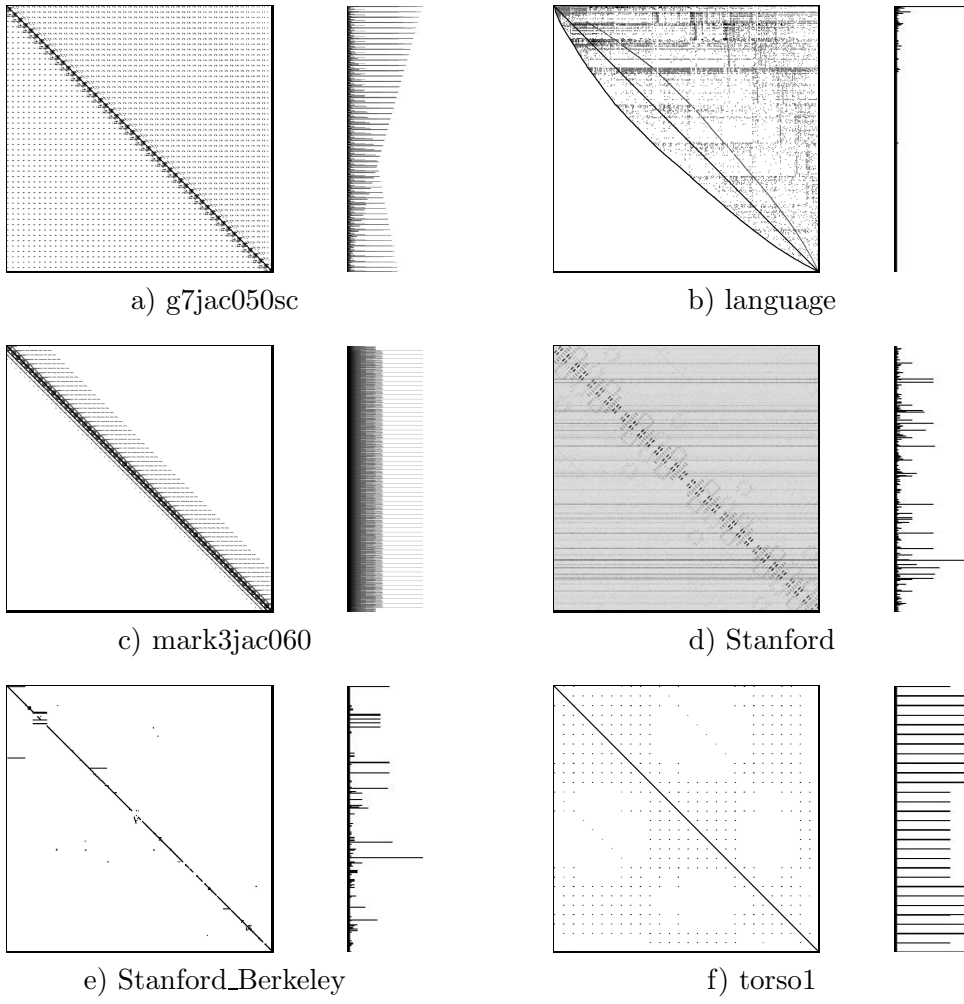 a) g7jac050sc
b) language
c) mark3jac060
d) Stanford
e) Stanford_Berkeley
f) torso1